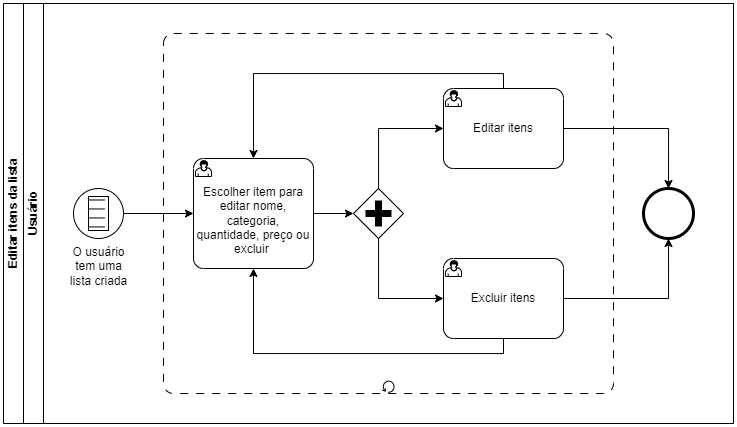 Editar itens da lista
Usuário
O usuário
tem uma
lista criada
Escolher item para
editar nome,
categoria,
quantidade, preço ou
excluir
Editar itens
Excluir itens